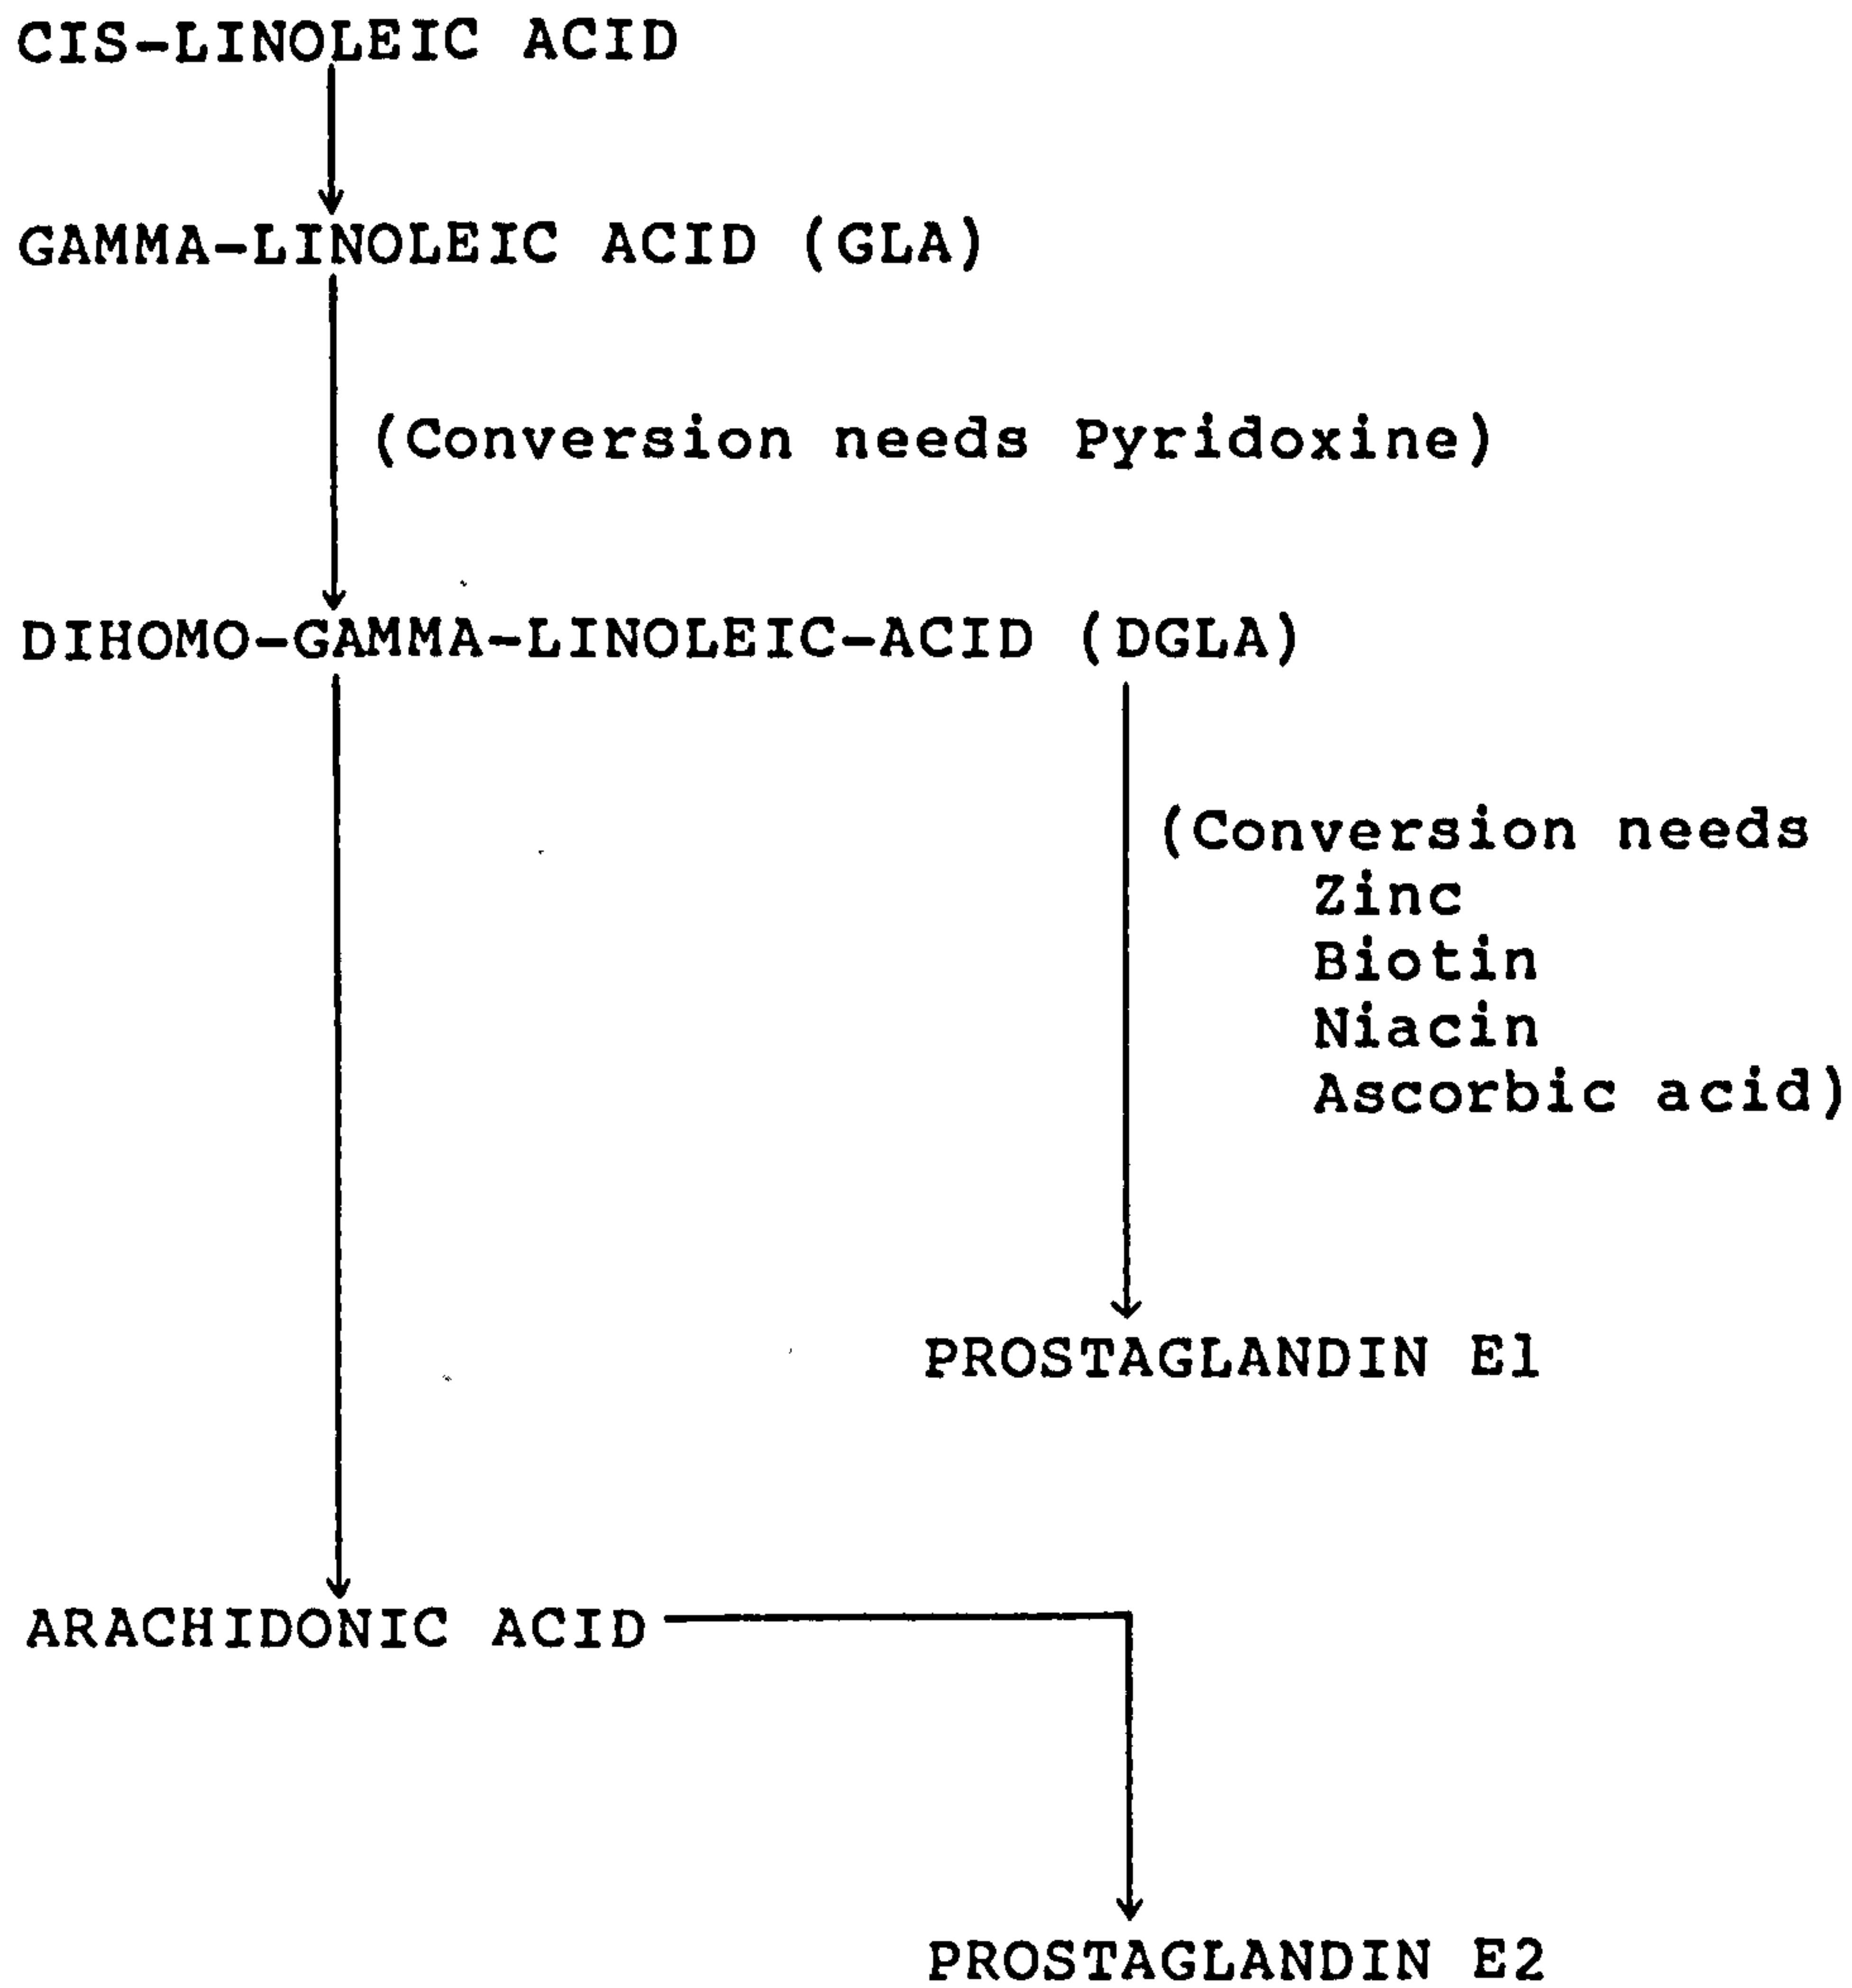 CIS-LINOLEIC ACID
GAMMA-LINOLEIC ACID (GLA)
(Conversion needs Pyridoxine)
DIHOMO-GAMMA-LINOLEIC-ACID (DGLA)
(Conversion needs
Zinc
Biotin
Niacin
Ascorbic acid)
PROSTAGLANDIN E1
ARACHIDONIC ACID
PROSTAGLANDIN E2